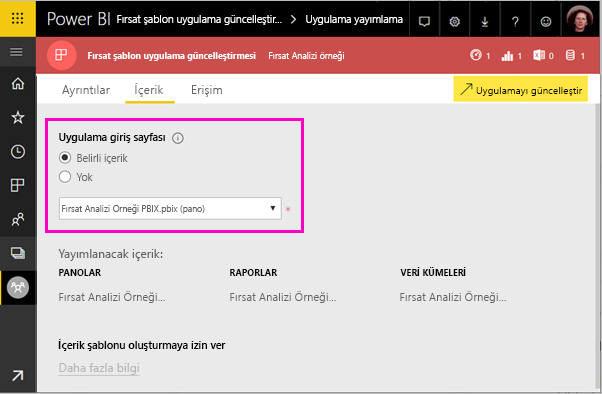 Power BI Fırsat şablon uygulama güncelleştir... > Uygulama yayımlama
Fırsat şablon uygulama güncelleştirmesi Fırsat Analizi örneği 1 1 0 1
Ayrıntılar İçerik Erişim Uygulamayı güncelleştir
Uygulama giriş sayfası
Belirli içerik
Yok
Fırsat Analizi Örneği PBIX.pbix (pano) *
Yayımlanacak içerik:
PANOLAR RAPORLAR VERİ KÜMELERİ
Fırsat Analizi Örneği... Fırsat Analizi Örneği... Fırsat Analizi Örneği...
İçerik şablonu oluşturmaya izin ver
Daha fazla bilgi